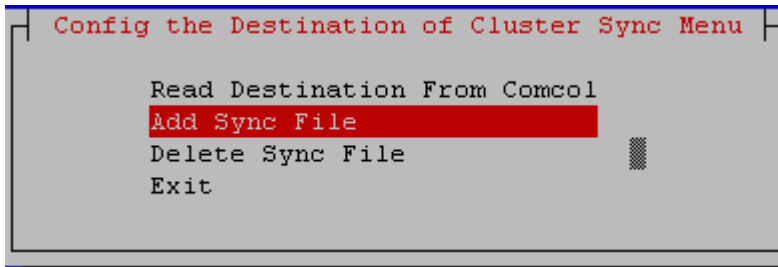 Config the Destination of Cluster Sync Menu
Read Destination From Comcol
Add Sync File
Delete Sync File
Exit